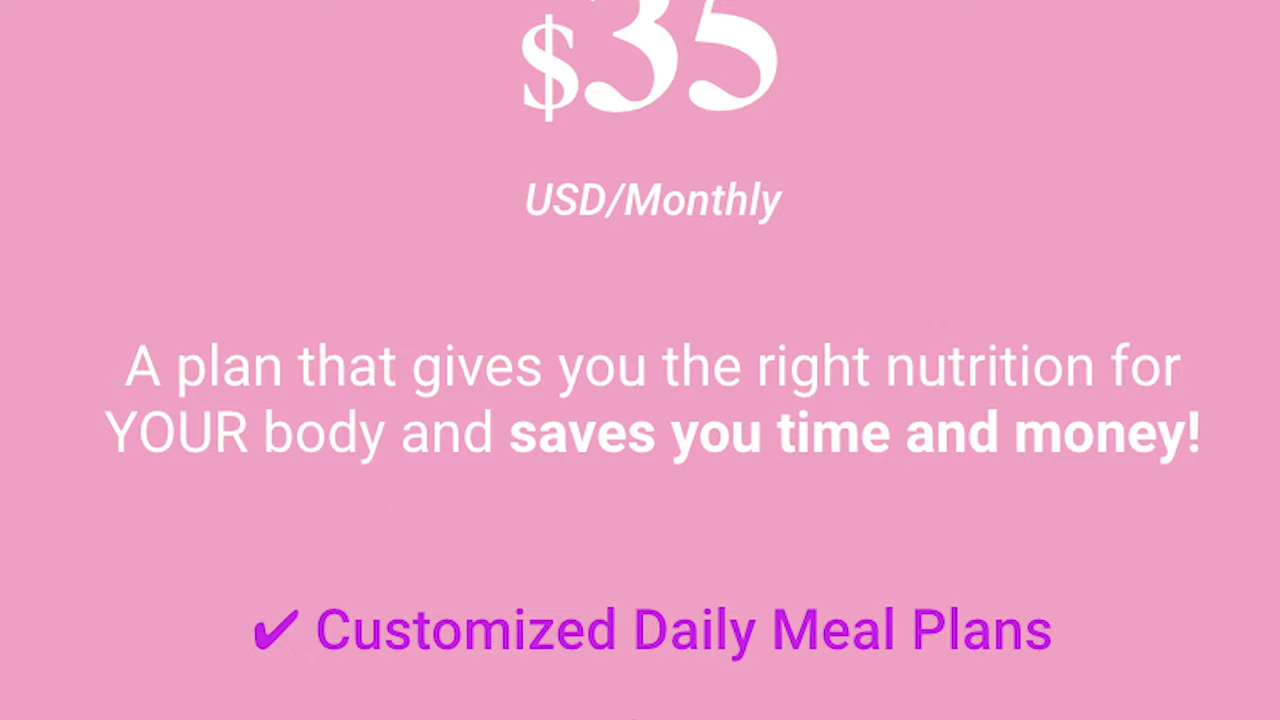 $35
USD/Monthly
A plan that gives you the right nutrition for
YOUR body and saves you time and money!
✔ Customized Daily Meal Plans